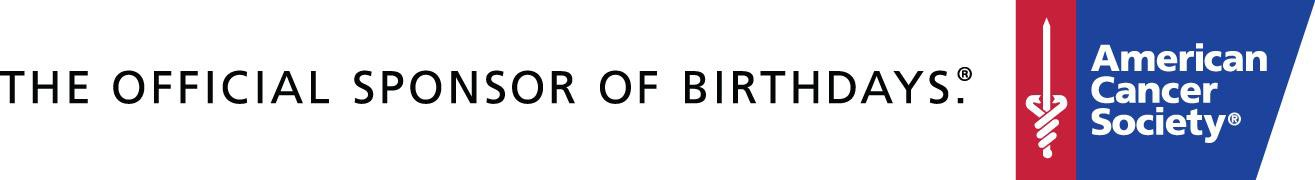 THE OFFICIAL SPONSOR OF BIRTHDAYS.®
American
Cancer
Society®